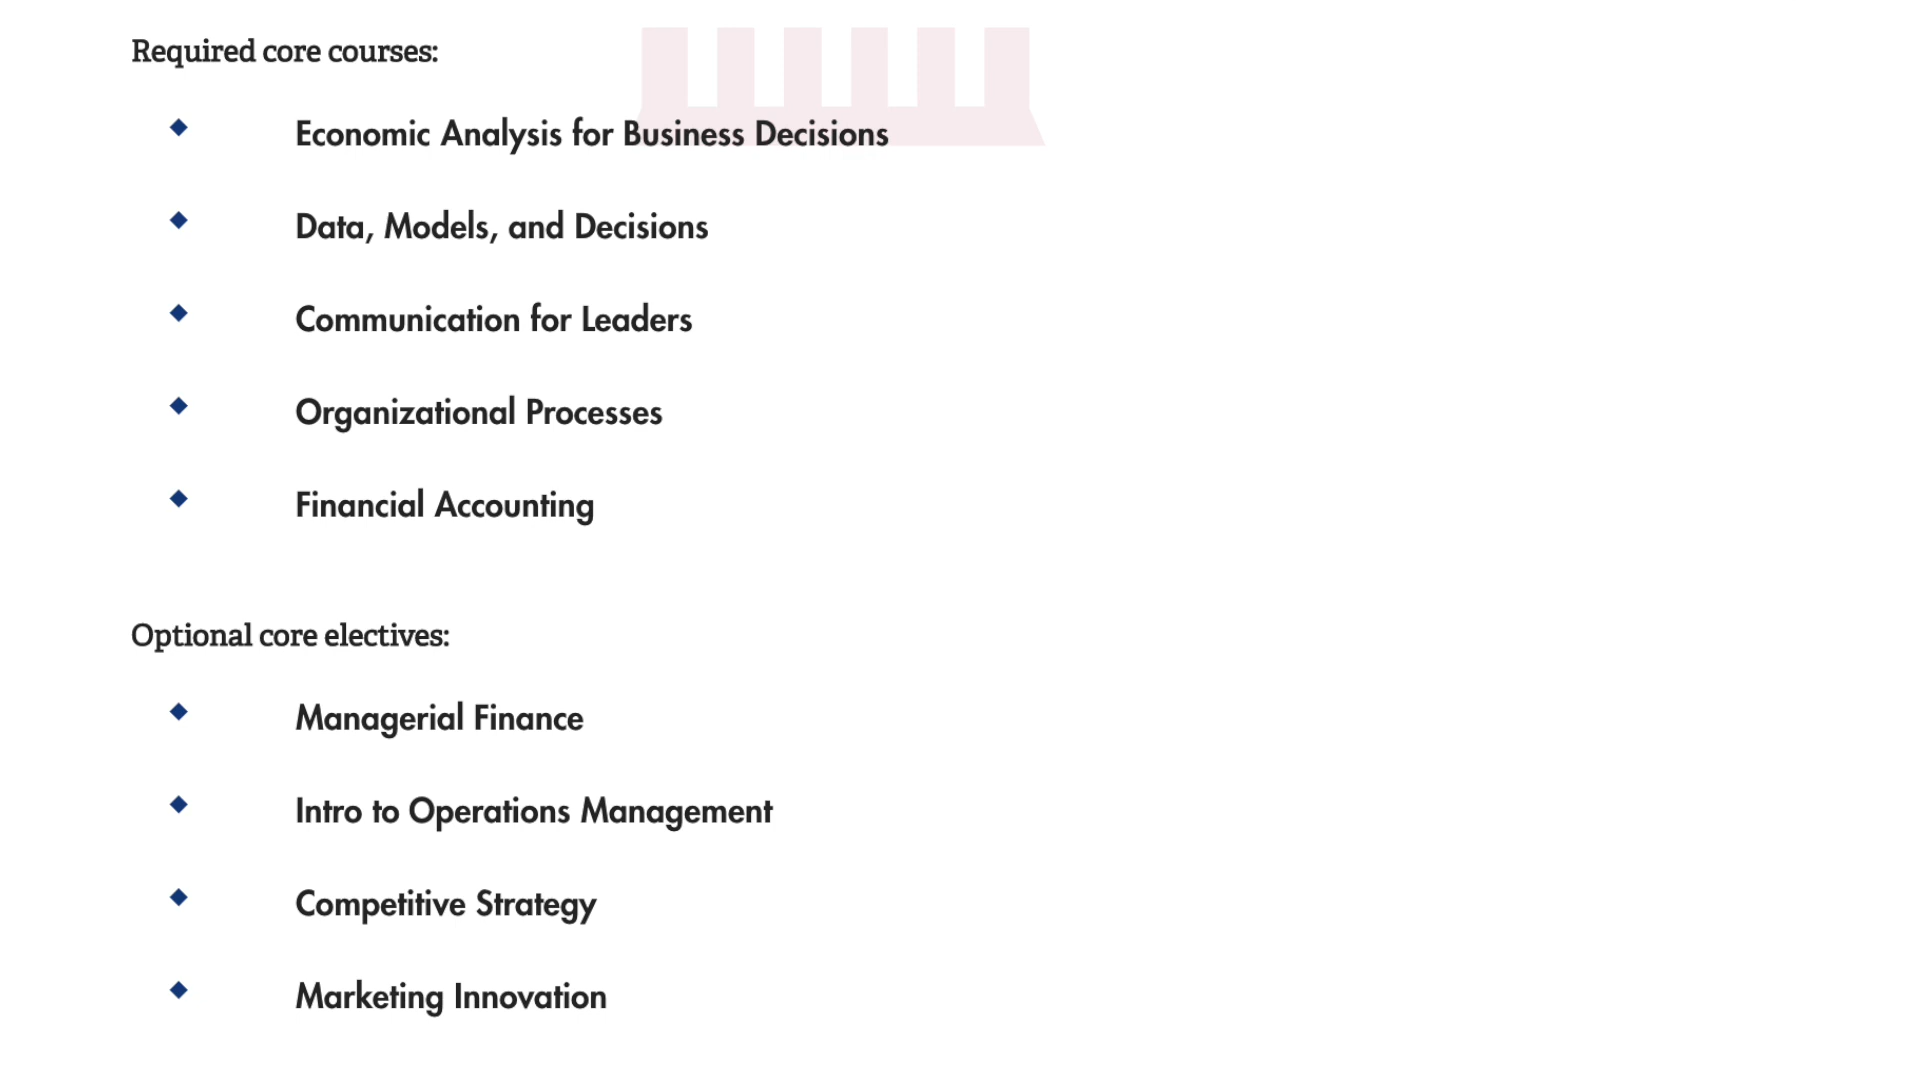 Required core courses:
Economic Analysis for Business Decisions
Data, Models, and Decisions
Communication for Leaders
Organizational Processes
Financial Accounting
Optional core electives:
Managerial Finance
Intro to Operations Management
Competitive Strategy
Marketing Innovation